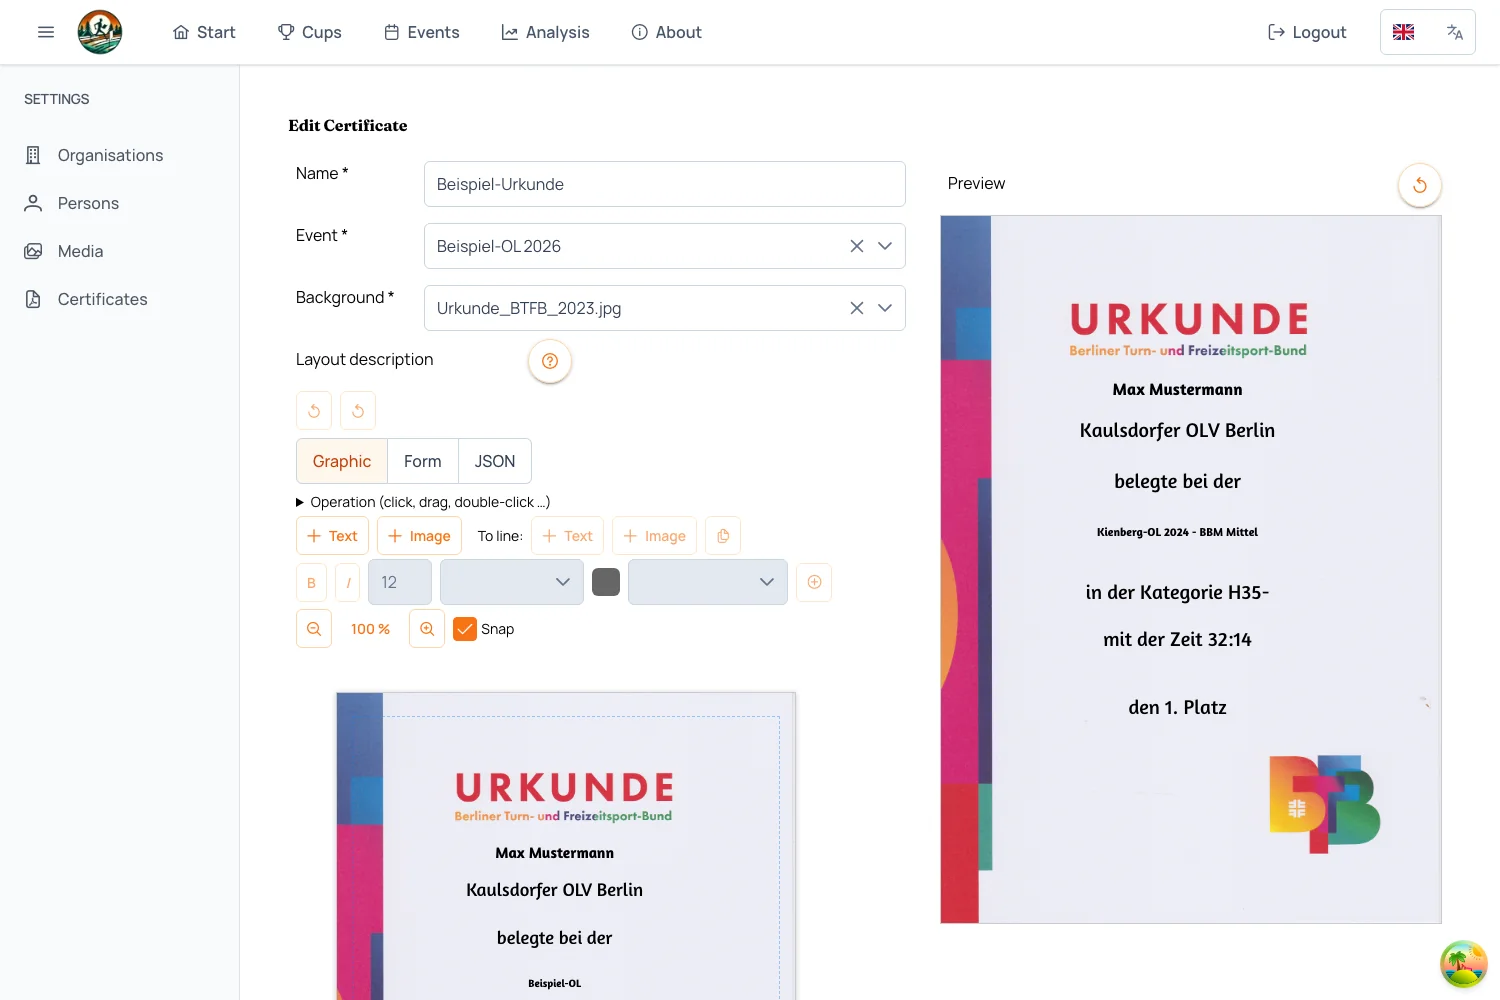 Start
Cups
Events
Analysis
About
Logout
SETTINGS
Organisations
Persons
Media
Certificates
Edit Certificate
Name *
Beispiel-Urkunde
Event *
Beispiel-OL 2026
Background *
Urkunde_BTFB_2023.jpg
Layout description
Graphic
Form
JSON
Operation (click, drag, double-click ...)
Text
Image
To line:
Text
Image
B
I
12
100 %
Snap
URKUNDE
Berliner Turn- und Freizeitsport-Bund
Max Mustermann
Kaulsdorfer OLV Berlin
belegte bei der
Beispiel-OL
Preview
URKUNDE
Berliner Turn- und Freizeitsport-Bund
Max Mustermann
Kaulsdorfer OLV Berlin
belegte bei der
Kienberg-OL 2024 - BBM Mittel
in der Kategorie H35-
mit der Zeit 32:14
den 1. Platz
BTFB